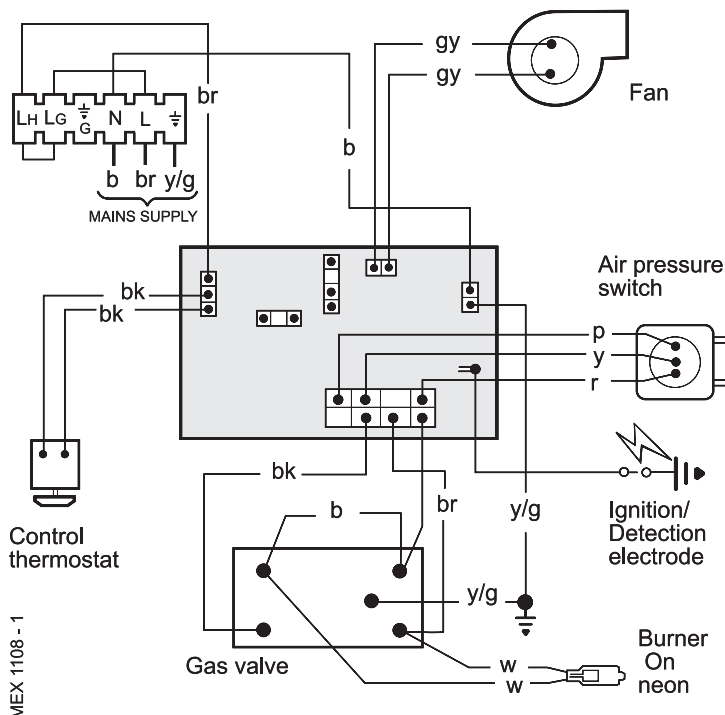 gy
gy
Fan
br
LH LG G N L
b
b br y/g
MAINS SUPPLY
Air pressure
switch
bk
bk
p
y
r
bk
br
b
y/g
Ignition/
Detection
electrode
Control
thermostat
y/g
Gas valve
w
w
Burner
On
neon
MEX 1108 - 1